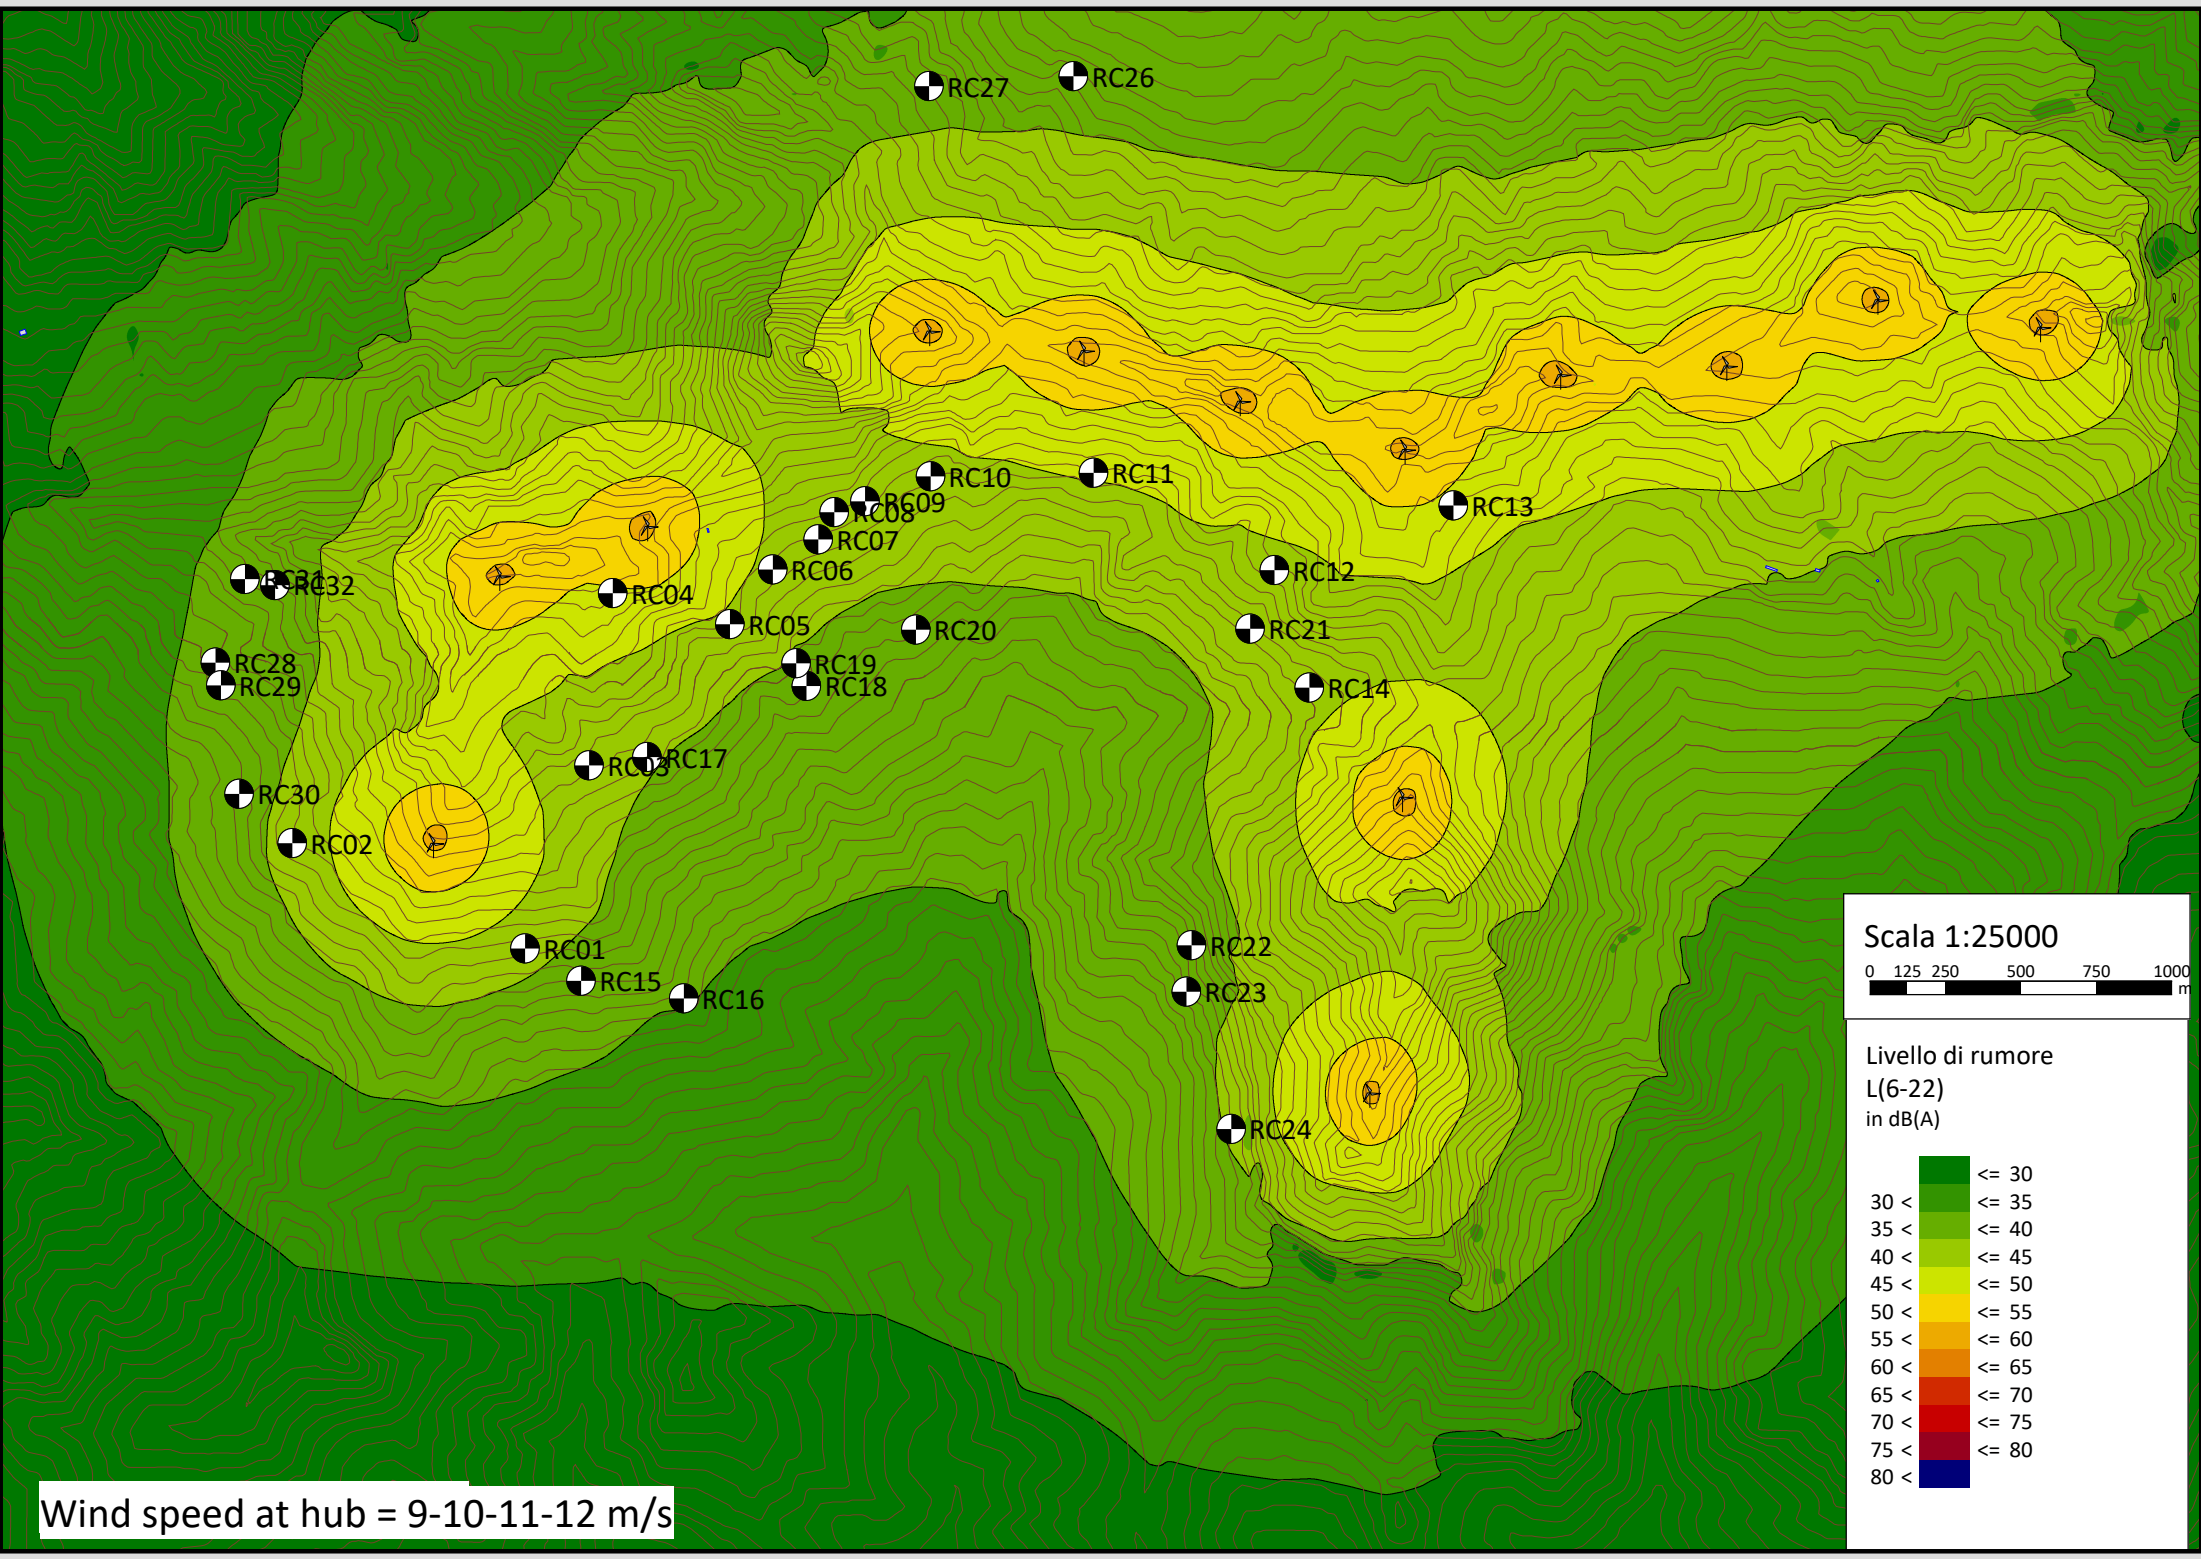 RC27
RC26
RC10
RC11
RC09
RC08
RC13
RC07
RC06
RC12
RC31
RC32
RC04
RC05
RC20
RC21
RC28
RC19
RC29
RC18
RC14
RC03
RC17
RC30
RC02
RC01
RC22
RC15
RC16
RC23
RC24
Scala 1:25000
0 125 250 500 750 1000
m
Livello di rumore
L(6-22)
in dB(A)
<= 30
30 < <= 35
35 < <= 40
40 < <= 45
45 < <= 50
50 < <= 55
55 < <= 60
60 < <= 65
65 < <= 70
70 < <= 75
75 < <= 80
80 <
Wind speed at hub = 9-10-11-12 m/s